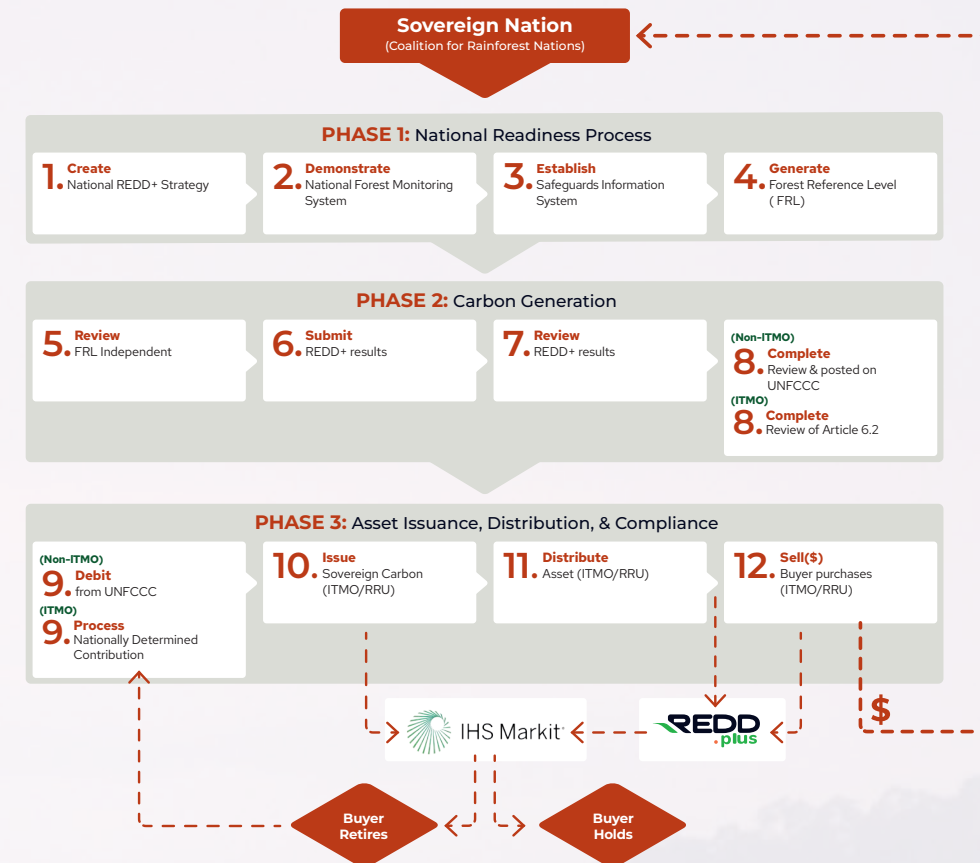 Sovereign Nation
(Coalition for Rainforest Nations)
PHASE 1: National Readiness Process
1. Create
National REDD+ Strategy
2. Demonstrate
National Forest Monitoring
System
3. Establish
Safeguards Information
System
4. Generate
Forest Reference Level
( FRL)
PHASE 2: Carbon Generation
5. Review
FRL Independent
6. Submit
REDD+ results
7. Review
REDD+ results
(Non-ITMO)
8. Complete
Review & posted on
UNFCCC
(ITMO)
8. Complete
Review of Article 6.2
PHASE 3: Asset Issuance, Distribution, & Compliance
(Non-ITMO)
9. Debit
from UNFCCC
(ITMO)
9. Process
Nationally Determined
Contribution
10. Issue
Sovereign Carbon
(ITMO/RRU)
11. Distribute
Asset (ITMO/RRU)
12. Sell($)
Buyer purchases
(ITMO/RRU)
$
IHS Markit
REDD
.plus
Buyer
Retires
Buyer
Holds